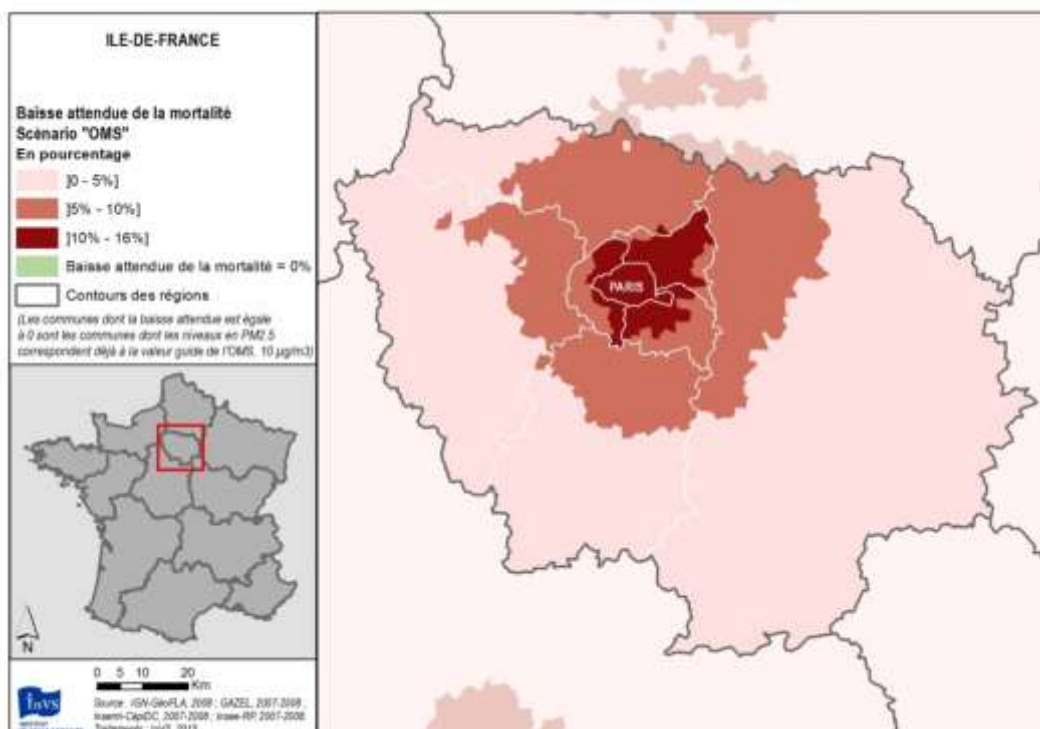 ILE-DE-FRANCE
Baisse attendue de la mortalité
Scénario "OMS"
En pourcentage
]0 - 5%]
]5% - 10%]
]10% - 16%]
Baisse attendue de la mortalité = 0%
Contours des régions
(Les communes dont la baisse attendue est égale
à 0 sont les communes dont les niveaux en PM2.5
correspondent déjà à la valeur guide de l'OMS, 10 µg/m3)
PARIS
N
0 5 10 20
Km
Source : IGN-GéoFLA, 2008 ; GAZEL, 2007-2008 ;
Inserm-CépiDC, 2007-2008 ; Insee-RP, 2007-2008
InVS